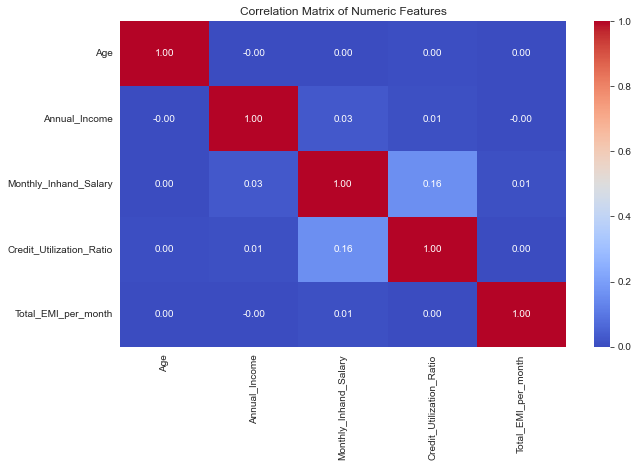 Correlation Matrix of Numeric Features
Age 1.00 -0.00 0.00 0.00 0.00
Annual_Income -0.00 1.00 0.03 0.01 -0.00
Monthly_Inhand_Salary 0.00 0.03 1.00 0.16 0.01
Credit_Utilization_Ratio 0.00 0.01 0.16 1.00 0.00
Total_EMI_per_month 0.00 -0.00 0.01 0.00 1.00
Age
Annual_Income
Monthly_Inhand_Salary
Credit_Utilization_Ratio
Total_EMI_per_month
1.0
0.8
0.6
0.4
0.2
0.0